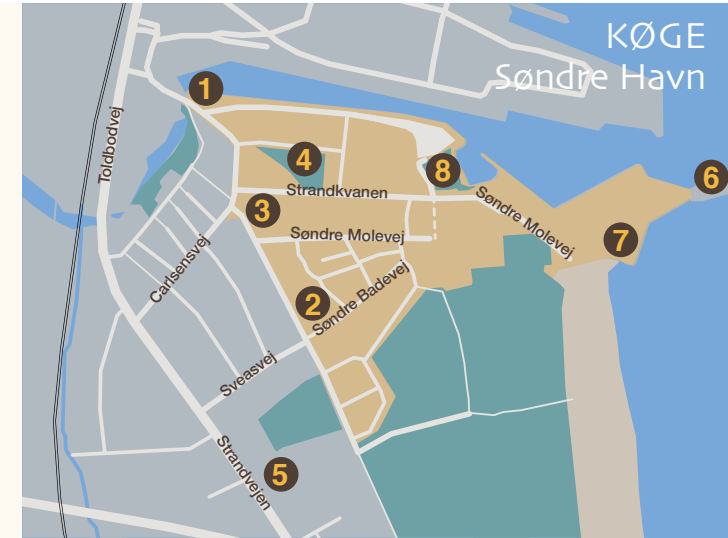 KØGE
Søndre Havn
1
Toldbodvej
4
8
6
Strandkvanen
Søndre Molevej
3
Søndre Molevej
7
Carlsensvej
2
Søndre Badevej
Sveasvej
Strandvejen
5